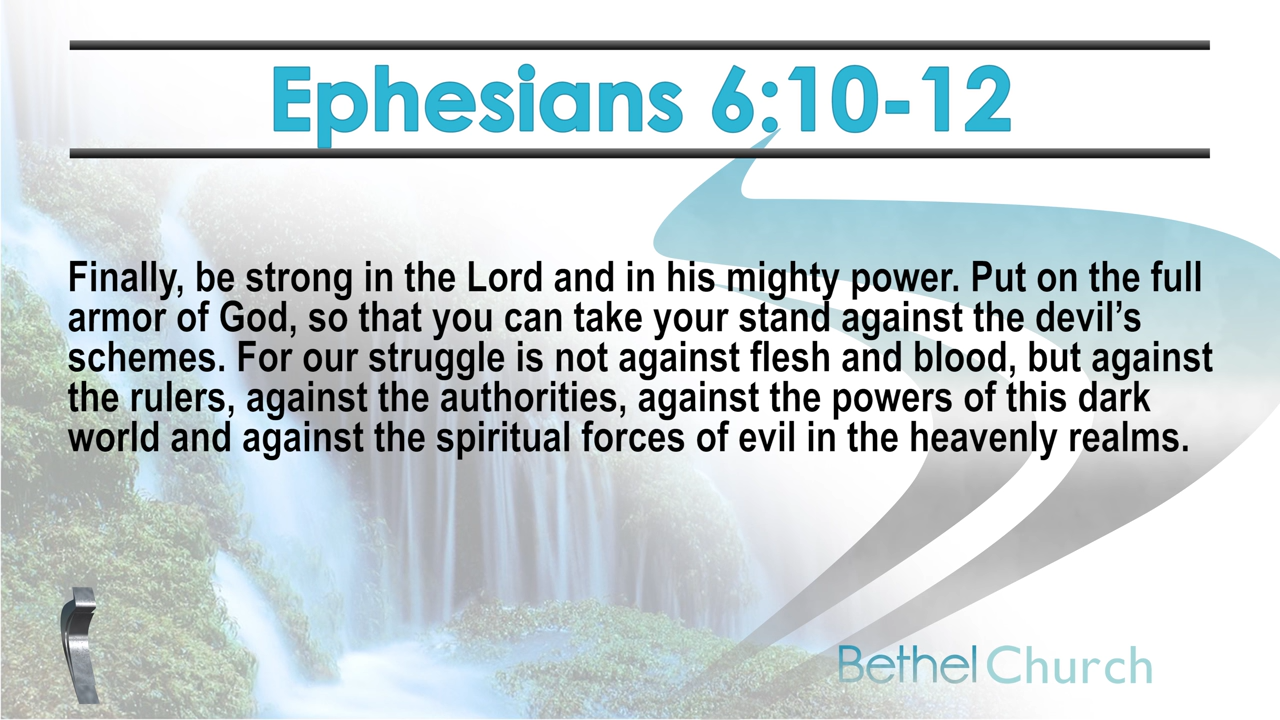 Ephesians 6:10-12
Finally, be strong in the Lord and in his mighty power. Put on the full
armor of God, so that you can take your stand against the devil’s
schemes. For our struggle is not against flesh and blood, but against
the rulers, against the authorities, against the powers of this dark
world and against the spiritual forces of evil in the heavenly realms.
Bethel Church